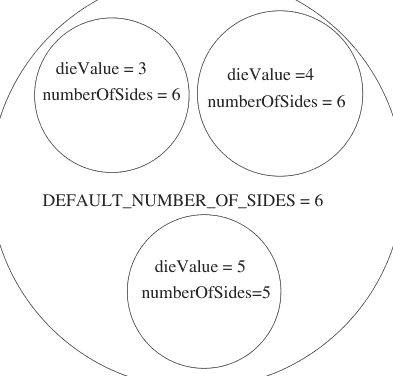 dieValue = 3
numberOfSides = 6
dieValue =4
numberOfSides = 6
DEFAULT_NUMBER_OF_SIDES = 6
dieValue = 5
numberOfSides=5